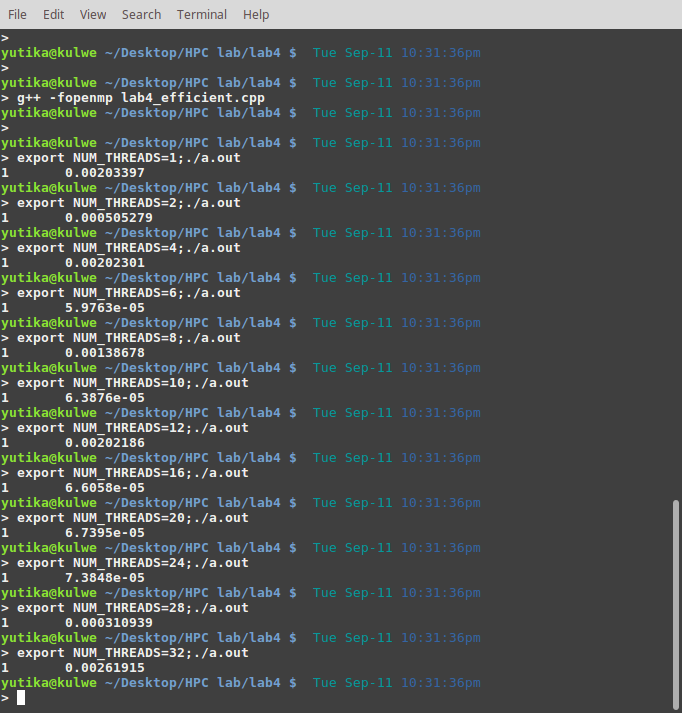 File Edit View Search Terminal Help
>
yutika@kulwe ~/Desktop/HPC lab/lab4 $ Tue Sep-11 10:31:36pm
>
yutika@kulwe ~/Desktop/HPC lab/lab4 $ Tue Sep-11 10:31:36pm
> g++ -fopenmp lab4_efficient.cpp
yutika@kulwe ~/Desktop/HPC lab/lab4 $ Tue Sep-11 10:31:36pm
>
yutika@kulwe ~/Desktop/HPC lab/lab4 $ Tue Sep-11 10:31:36pm
> export NUM_THREADS=1;./a.out
1 0.00203397
yutika@kulwe ~/Desktop/HPC lab/lab4 $ Tue Sep-11 10:31:36pm
> export NUM_THREADS=2;./a.out
1 0.000505279
yutika@kulwe ~/Desktop/HPC lab/lab4 $ Tue Sep-11 10:31:36pm
> export NUM_THREADS=4;./a.out
1 0.00202301
yutika@kulwe ~/Desktop/HPC lab/lab4 $ Tue Sep-11 10:31:36pm
> export NUM_THREADS=6;./a.out
1 5.9763e-05
yutika@kulwe ~/Desktop/HPC lab/lab4 $ Tue Sep-11 10:31:36pm
> export NUM_THREADS=8;./a.out
1 0.00138678
yutika@kulwe ~/Desktop/HPC lab/lab4 $ Tue Sep-11 10:31:36pm
> export NUM_THREADS=10;./a.out
1 6.3876e-05
yutika@kulwe ~/Desktop/HPC lab/lab4 $ Tue Sep-11 10:31:36pm
> export NUM_THREADS=12;./a.out
1 0.00202186
yutika@kulwe ~/Desktop/HPC lab/lab4 $ Tue Sep-11 10:31:36pm
> export NUM_THREADS=16;./a.out
1 6.6058e-05
yutika@kulwe ~/Desktop/HPC lab/lab4 $ Tue Sep-11 10:31:36pm
> export NUM_THREADS=20;./a.out
1 6.7395e-05
yutika@kulwe ~/Desktop/HPC lab/lab4 $ Tue Sep-11 10:31:36pm
> export NUM_THREADS=24;./a.out
1 7.3848e-05
yutika@kulwe ~/Desktop/HPC lab/lab4 $ Tue Sep-11 10:31:36pm
> export NUM_THREADS=28;./a.out
1 0.000310939
yutika@kulwe ~/Desktop/HPC lab/lab4 $ Tue Sep-11 10:31:36pm
> export NUM_THREADS=32;./a.out
1 0.00261915
yutika@kulwe ~/Desktop/HPC lab/lab4 $ Tue Sep-11 10:31:36pm
>